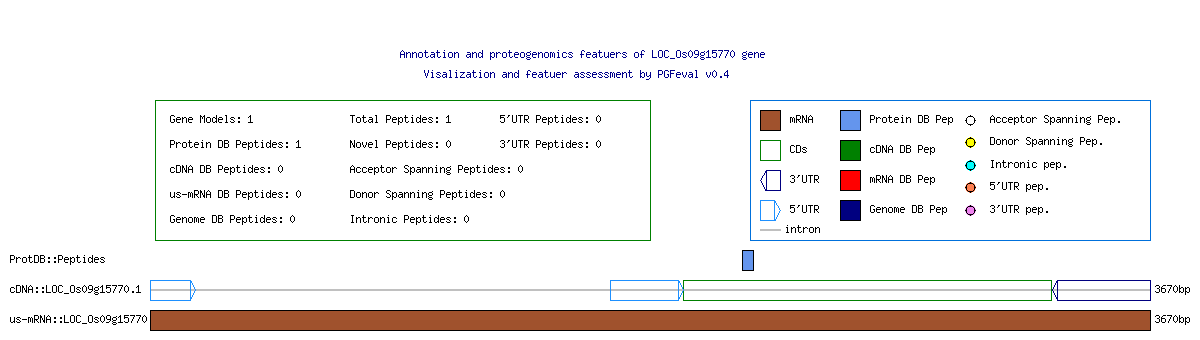 Annotation and proteogenomics featuers of LOC_Os09g15770 gene
Visalization and featuer assessment by PGFeval v0.4
Gene Models: 1 Total Peptides: 1 5'UTR Peptides: 0
Protein DB Peptides: 1 Novel Peptides: 0 3'UTR Peptides: 0
cDNA DB Peptides: 0 Acceptor Spanning Peptides: 0
us-mRNA DB Peptides: 0 Donor Spanning Peptides: 0
Genome DB Peptides: 0 Intronic Peptides: 0
mRNA Protein DB Pep Acceptor Spanning Pep.
CDs cDNA DB Pep Donor Spanning Pep.
3'UTR mRNA DB Pep Intronic pep.
5'UTR Genome DB Pep 5'UTR pep.
intron 3'UTR pep.
ProtDB::Peptides
cDNA::LOC_Os09g15770.1 3670bp
us-mRNA::LOC_Os09g15770 3670bp